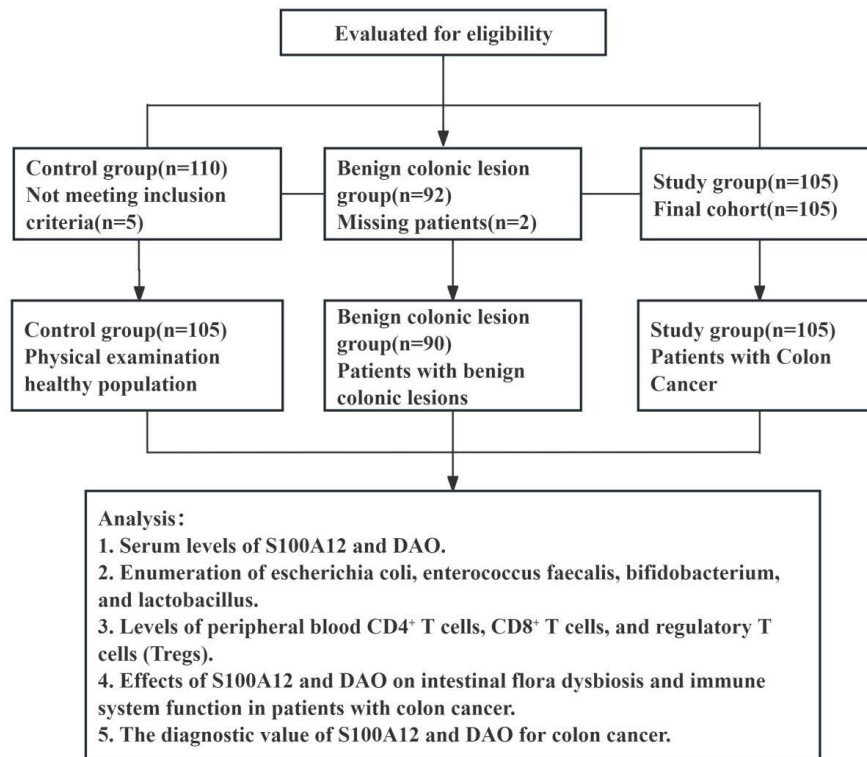 Evaluated for eligibility
Control group(n=110)
Not meeting inclusion
criteria(n=5)
Benign colonic lesion
group(n=92)
Missing patients(n=2)
Study group(n=105)
Final cohort(n=105)
Control group(n=105)
Physical examination
healthy population
Benign colonic lesion
group(n=90)
Patients with benign
colonic lesions
Study group(n=105)
Patients with Colon
Cancer
Analysis：
1. Serum levels of S100A12 and DAO.
2. Enumeration of escherichia coli, enterococcus faecalis, bifidobacterium,
and lactobacillus.
3. Levels of peripheral blood CD4⁺ T cells, CD8⁺ T cells, and regulatory T
cells (Tregs).
4. Effects of S100A12 and DAO on intestinal flora dysbiosis and immune
system function in patients with colon cancer.
5. The diagnostic value of S100A12 and DAO for colon cancer.